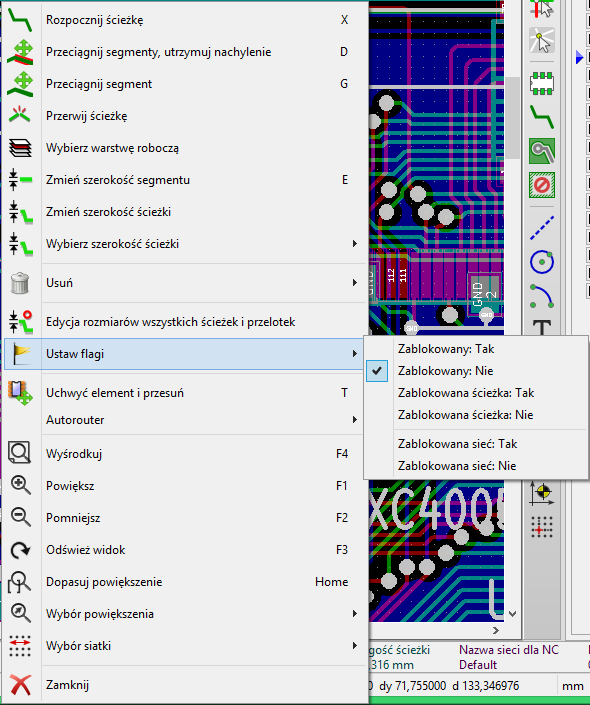 Rozpocznij ścieżkę X
Przeciągnij segmenty, utrzymuj nachylenie D
Przeciągnij segment G
Przerwij ścieżkę
Wybierz warstwę roboczą
Zmień szerokość segmentu E
Zmień szerokość ścieżki
Wybierz szerokość ścieżki
Usuń
Edycja rozmiarów wszystkich ścieżek i przelotek
Ustaw flagi
Uchwyć element i przesuń T
Autorouter
Wyśrodkuj F4
Powiększ F1
Pomniejsz F2
Odśwież widok F3
Dopasuj powiększenie Home
Wybór powiększenia
Wybór siatki
Zamknij
Zablokowany: Tak
Zablokowany: Nie
Zablokowana ścieżka: Tak
Zablokowana ścieżka: Nie
Zablokowana sieć: Tak
Zablokowana sieć: Nie
112
111
GND
2
GND
GND
XC4005
gość ścieżki Nazwa sieci dla NC
.316 mm Default
0 dy 71,755000 d 133,346976 mm